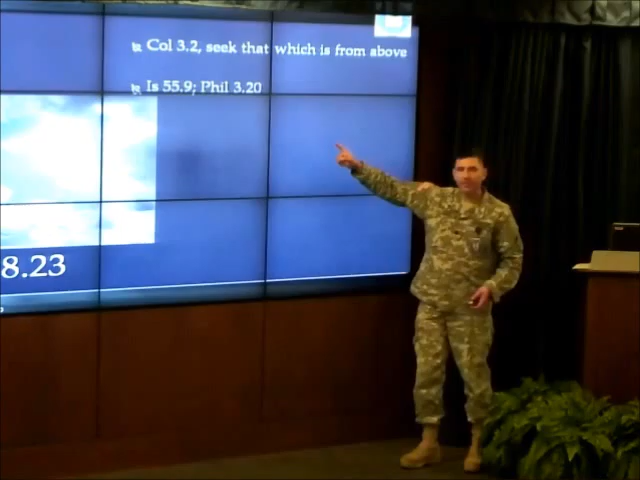 Col 3.2, seek that which is from above
Is 55.9; Phil 3.20
8.23